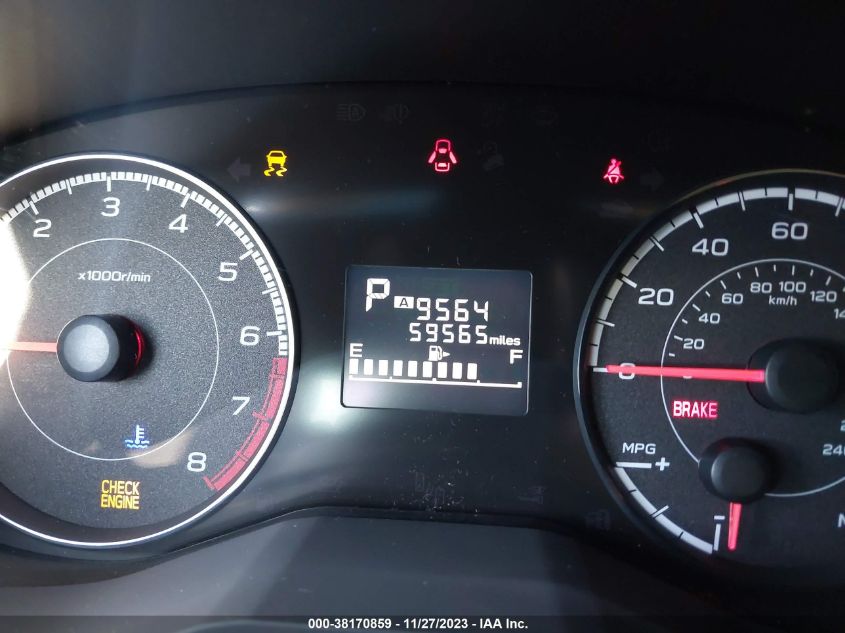 2 3 4 5 6 7 8
x1000r/min
CHECK
ENGINE
P A 9564
59565 miles
E F
20 40 60
0
20 40 60 80 100 120
km/h
BRAKE
MPG
+
-
000-38170859 - 11/27/2023 - IAA Inc.